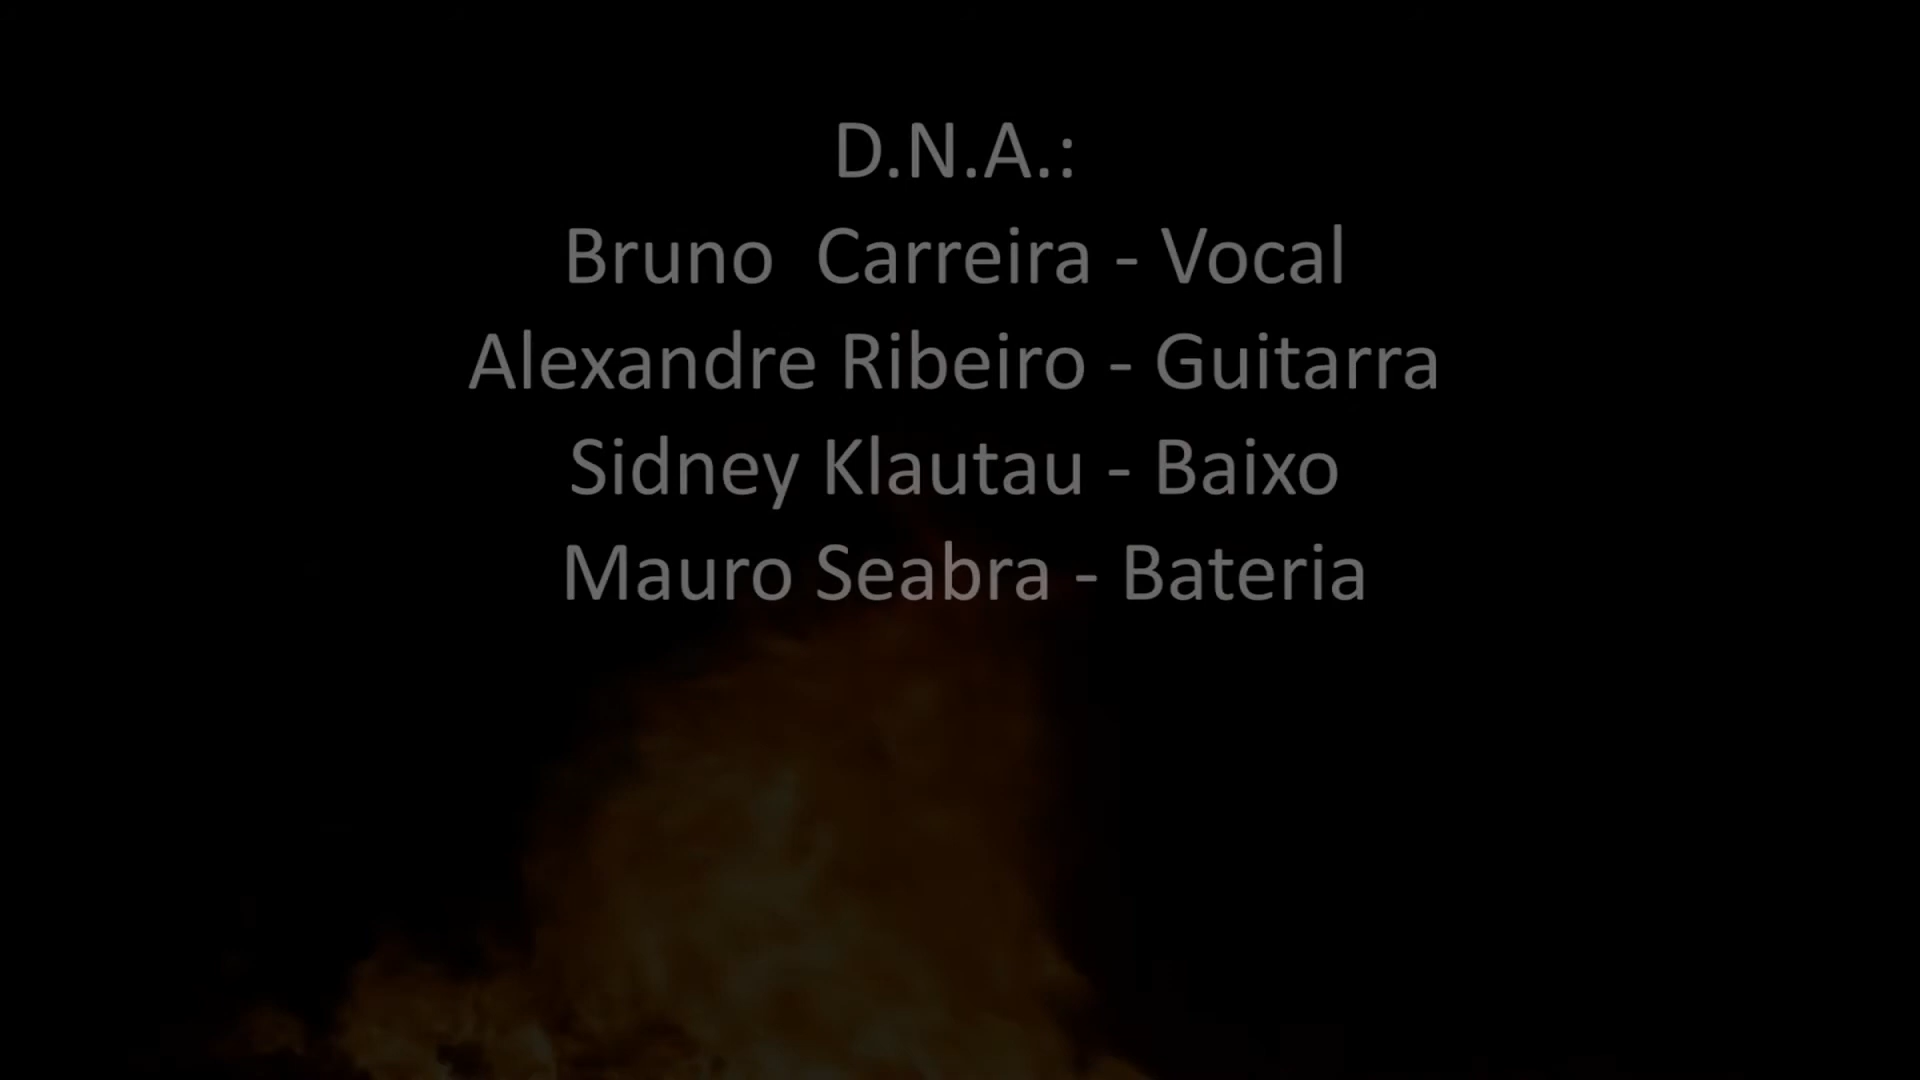 D.N.A.:
Bruno  Carreira - Vocal
Alexandre Ribeiro - Guitarra
Sidney Klautau - Baixo
Mauro Seabra - Bateria